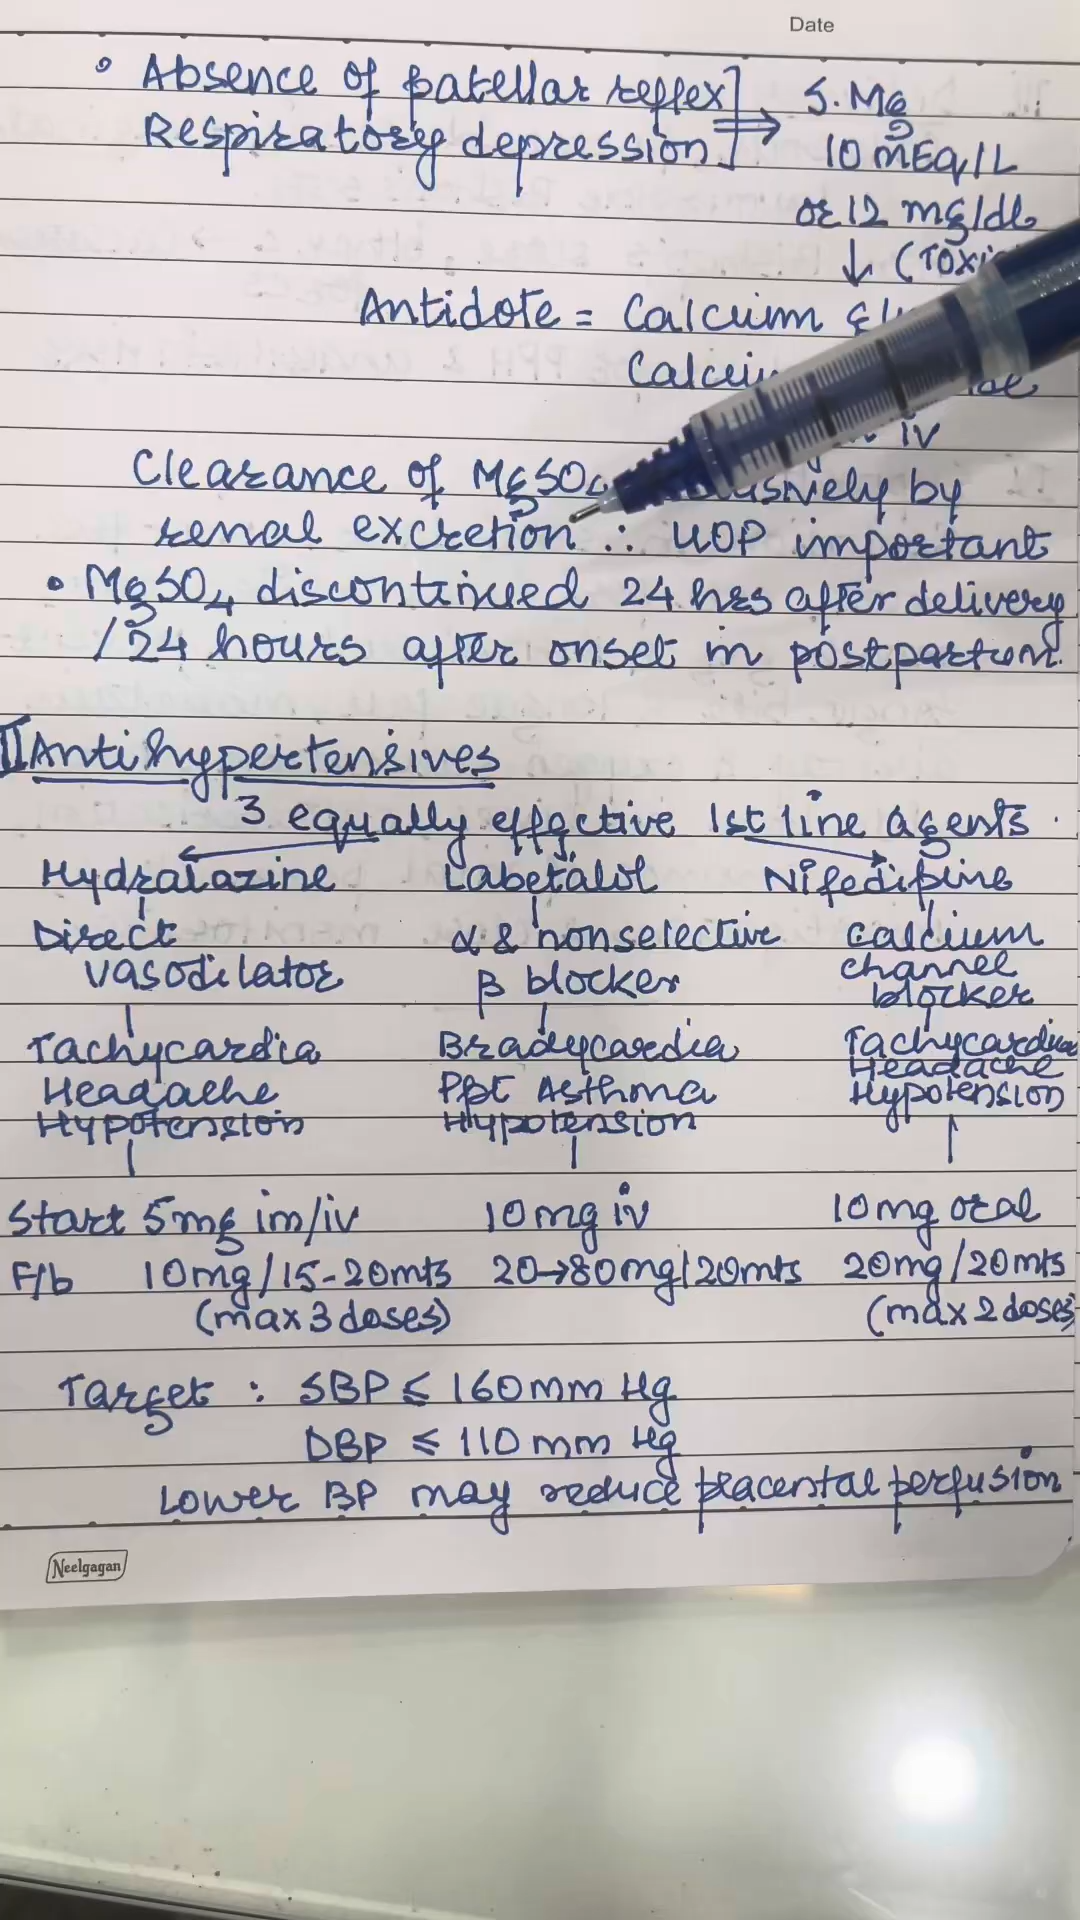 Date
• Absence of patellar reflex] ⇒ S.Mg
Respiratory depression] 10 mEq/L
or 12 mg/dl
↓ (Toxi
Antidote = Calcium
iv
Clearance of MgSO4 by
renal excretion ∴ UOP important
• MgSO4 discontinued 24 hrs after delivery
/24 hours after onset in postpartum.
II Antihypertensives
3 equally effective 1st line agents.
Hydralazine Labetalol Nifedipine
Direct α & nonselective Calcium
vasodilator β blocker channel
blocker
Tachycardia Bradycardia Tachycardia
Headache
Headache PPt Asthma Hypotension
Hypotension Hypotension
Start 5mg im/iv 10mg iv 10mg oral
F/b 10mg/15-20mts 20→80mg/20mts 20mg/20mts
(max 3 doses) (max 2 doses)
Target : SBP ≤ 160mm Hg
DBP ≤ 110 mm Hg
Lower BP may reduce placental perfusion
Neelgagan